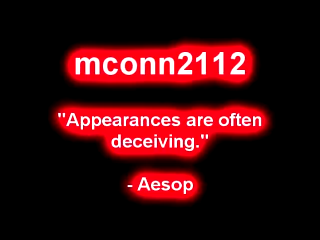 mconn2112
"Appearances are often
deceiving."
- Aesop